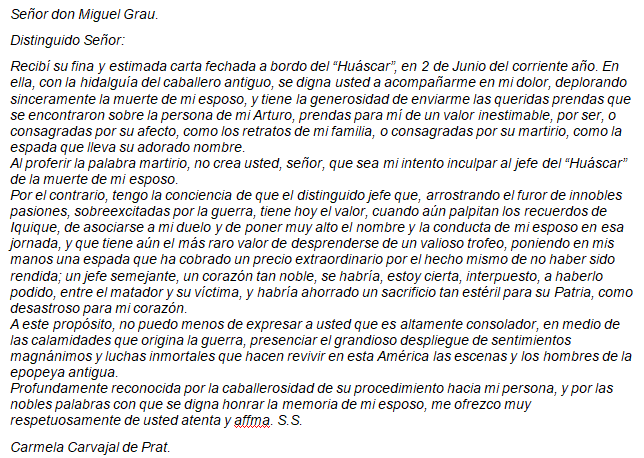 Señor don Miguel Grau.
Distinguido Señor:
Recibí su fina y estimada carta fechada a bordo del “Huáscar”, en 2 de Junio del corriente año. En
ella, con la hidalguía del caballero antiguo, se digna usted a acompañarme en mi dolor, deplorando
sinceramente la muerte de mi esposo, y tiene la generosidad de enviarme las queridas prendas que
se encontraron sobre la persona de mi Arturo, prendas para mí de un valor inestimable, por ser, o
consagradas por su afecto, como los retratos de mi familia, o consagradas por su martirio, como la
espada que lleva su adorado nombre.
Al proferir la palabra martirio, no crea usted, señor, que sea mi intento inculpar al jefe del “Huáscar”
de la muerte de mi esposo.
Por el contrario, tengo la conciencia de que el distinguido jefe que, arrostrando el furor de innobles
pasiones, sobreexcitadas por la guerra, tiene hoy el valor, cuando aún palpitan los recuerdos de
Iquique, de asociarse a mi duelo y de poner muy alto el nombre y la conducta de mi esposo en esa
jornada, y que tiene aún el más raro valor de desprenderse de un valioso trofeo, poniendo en mis
manos una espada que ha cobrado un precio extraordinario por el hecho mismo de no haber sido
rendida; un jefe semejante, un corazón tan noble, se habría, estoy cierta, interpuesto, a haberlo
podido, entre el matador y su víctima, y habría ahorrado un sacrificio tan estéril para su Patria, como
desastroso para mi corazón.
A este propósito, no puedo menos de expresar a usted que es altamente consolador, en medio de
las calamidades que origina la guerra, presenciar el grandioso despliegue de sentimientos
magnánimos y luchas inmortales que hacen revivir en esta América las escenas y los hombres de la
epopeya antigua.
Profundamente reconocida por la caballerosidad de su procedimiento hacia mi persona, y por las
nobles palabras con que se digna honrar la memoria de mi esposo, me ofrezco muy
respetuosamente de usted atenta y affma. S.S.
Carmela Carvajal de Prat.